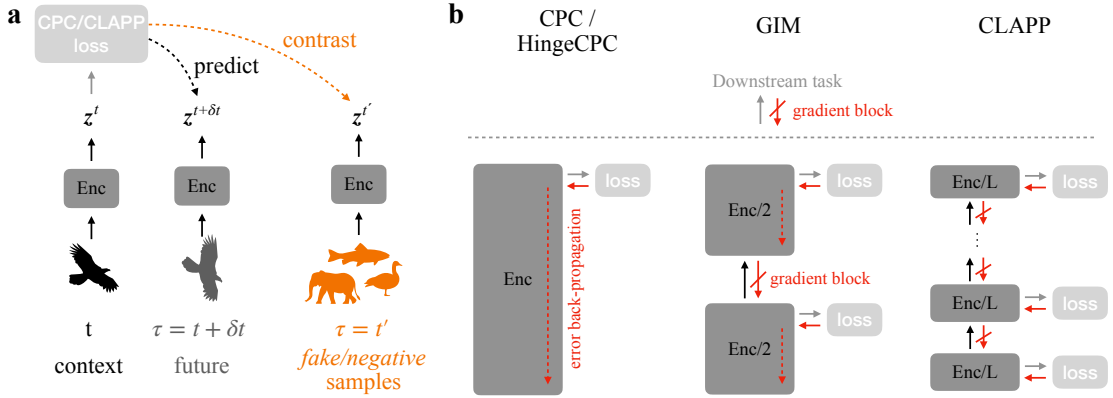 a
CPC/CLAPP
loss
contrast
predict
z^t
z^{t+δt}
z^{t′}
Enc
Enc
Enc
t
τ = t + δt
τ = t′
context
future
fake/negative
samples
b
CPC /
HingeCPC
GIM
CLAPP
Downstream task
gradient block
Enc
loss
error back-propagation
Enc/2
loss
gradient block
Enc/2
loss
Enc/L
loss
...
Enc/L
loss
Enc/L
loss